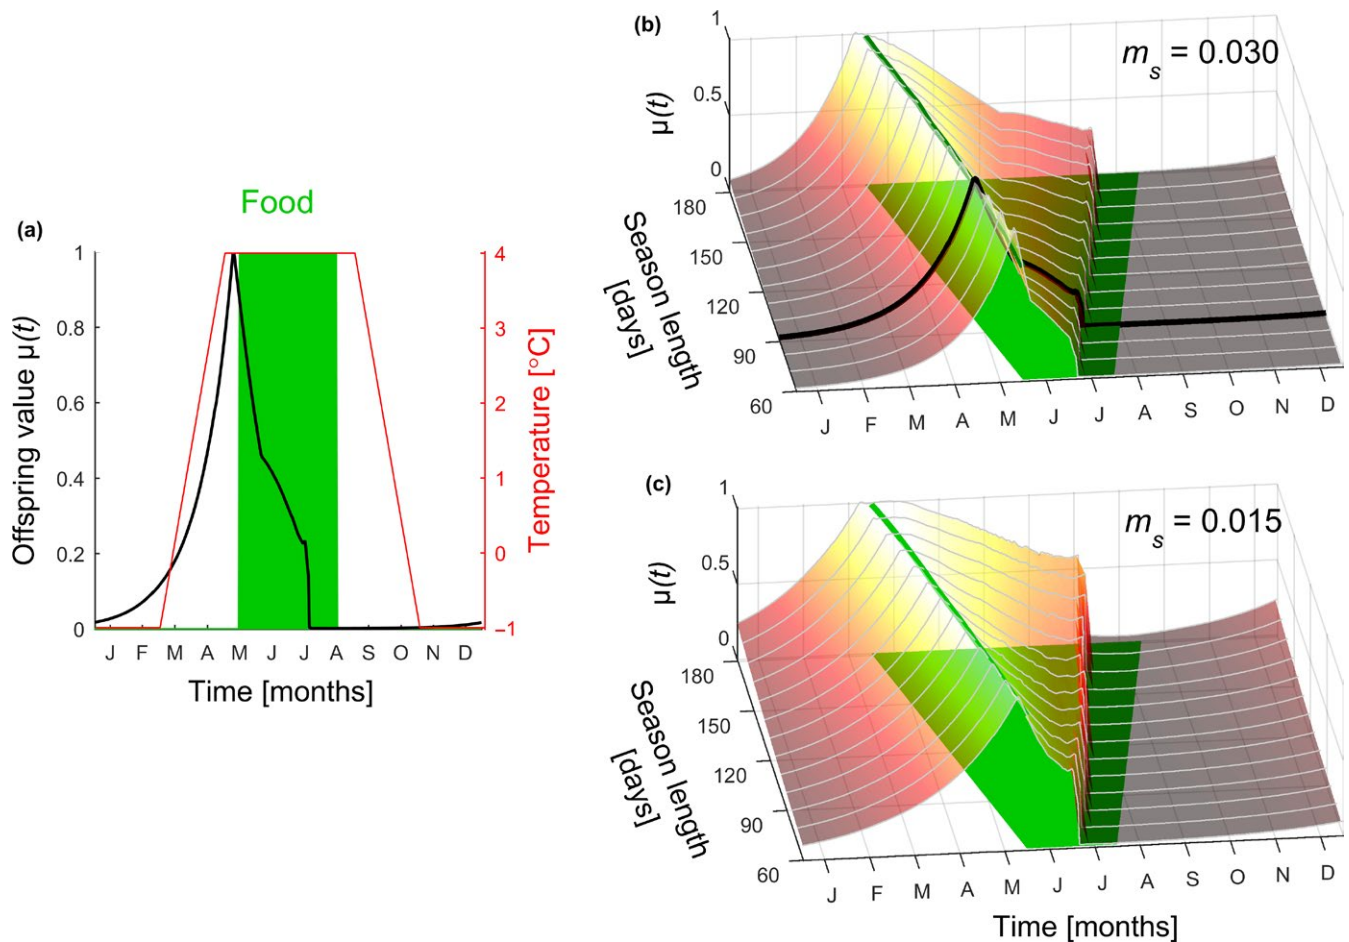 (a)
Food
1
0.8
0.6
0.4
0.2
0
Offspring value μ(t)
4
3
2
1
0
−1
Temperature [°C]
J F M A M J J A S O N D
Time [months]
(b)
m_s = 0.030
1
0.5
0
μ(t)
180
150
120
90
60
Season length
[days]
J F M A M J J A S O N D
(c)
m_s = 0.015
1
0.5
0
μ(t)
180
150
120
90
60
Season length
[days]
J F M A M J J A S O N D
Time [months]